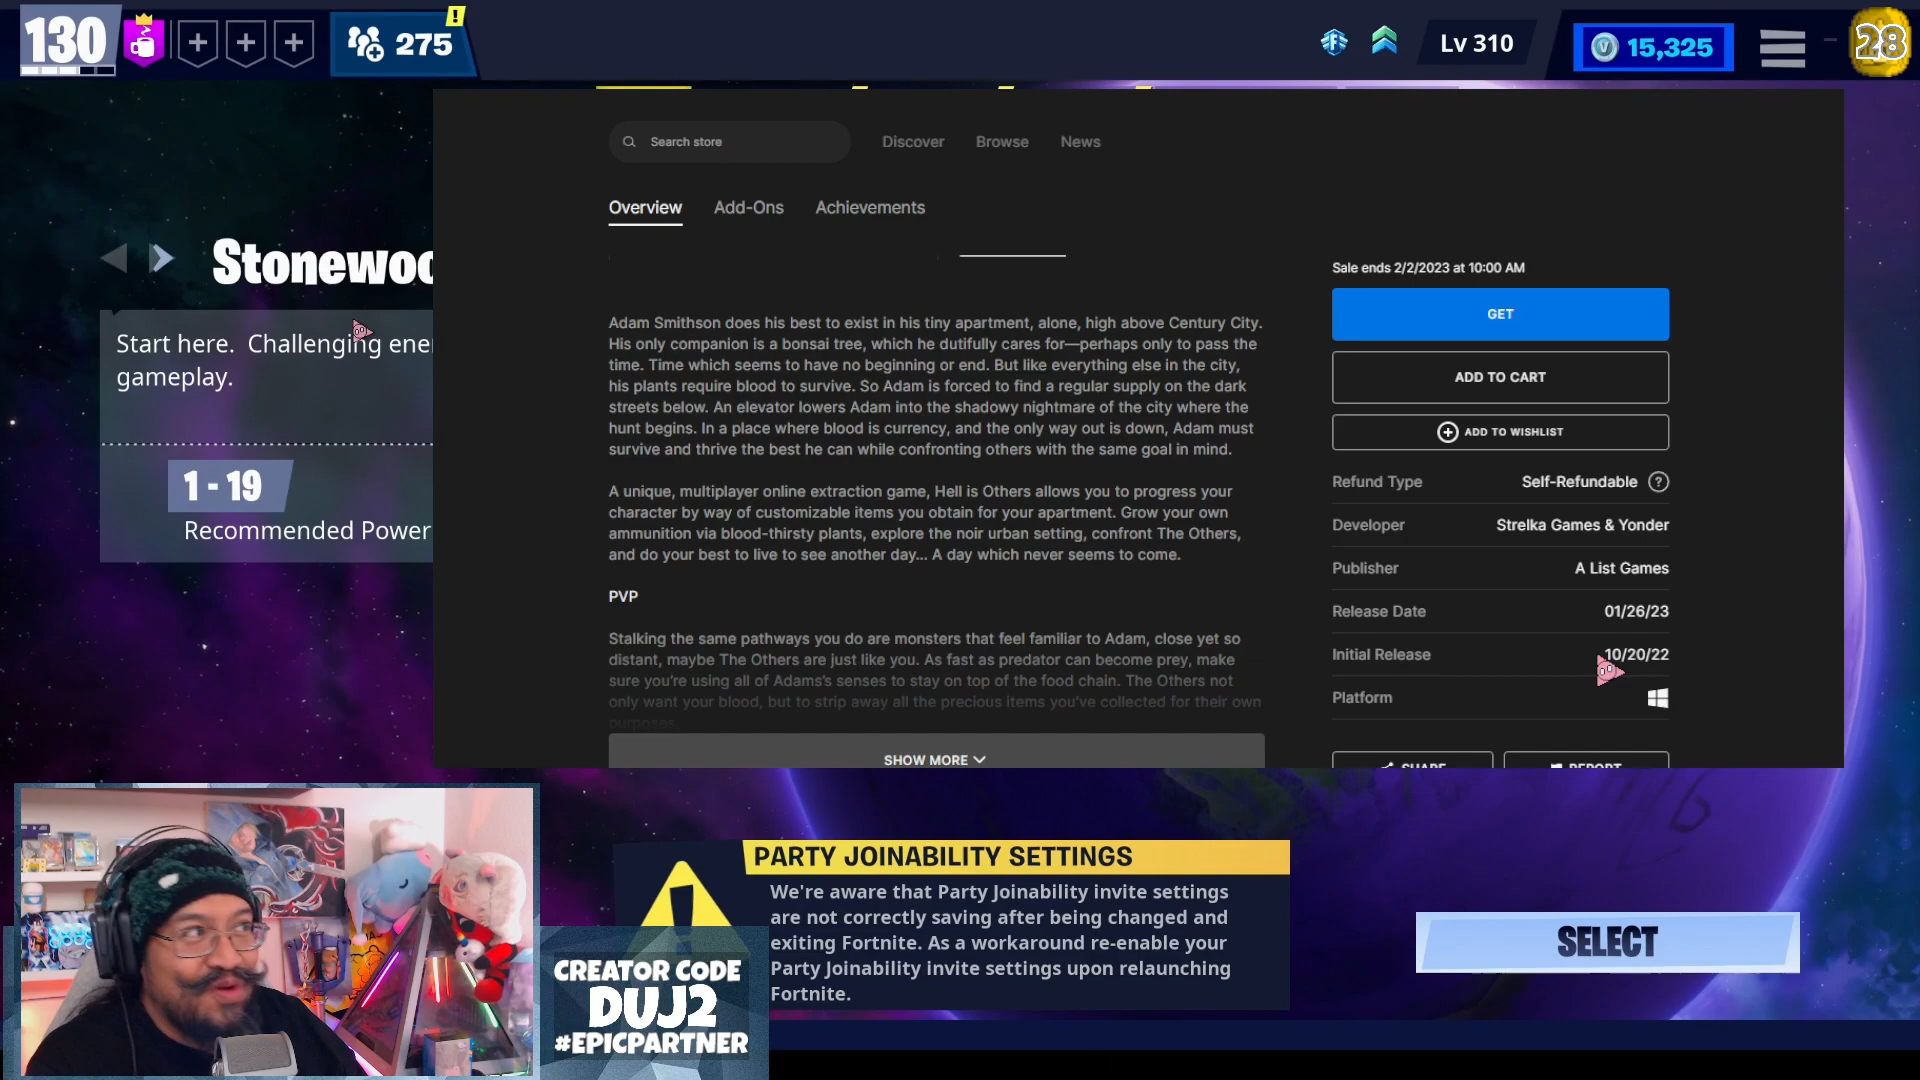 130
275
!
Lv 310
15,325
28
Search store
Discover
Browse
News
Overview
Add-Ons
Achievements
Stonewoo
Start here. Challenging ene
gameplay.
1 - 19
Recommended Power
Adam Smithson does his best to exist in his tiny apartment, alone, high above Century City.
His only companion is a bonsai tree, which he dutifully cares for—perhaps only to pass the
time. Time which seems to have no beginning or end. But like everything else in the city,
his plants require blood to survive. So Adam is forced to find a regular supply on the dark
streets below. An elevator lowers Adam into the shadowy nightmare of the city where the
hunt begins. In a place where blood is currency, and the only way out is down, Adam must
survive and thrive the best he can while confronting others with the same goal in mind.
A unique, multiplayer online extraction game, Hell is Others allows you to progress your
character by way of customizable items you obtain for your apartment. Grow your own
ammunition via blood-thirsty plants, explore the noir urban setting, confront The Others,
and do your best to live to see another day... A day which never seems to come.
PVP
Stalking the same pathways you do are monsters that feel familiar to Adam, close yet so
distant, maybe The Others are just like you. As fast as predator can become prey, make
sure you're using all of Adams's senses to stay on top of the food chain. The Others not
only want your blood, but to strip away all the precious items you've collected for their own
purposes.
SHOW MORE
Sale ends 2/2/2023 at 10:00 AM
GET
ADD TO CART
ADD TO WISHLIST
Refund Type Self-Refundable ?
Developer Strelka Games & Yonder
Publisher A List Games
Release Date 01/26/23
Initial Release 10/20/22
Platform
SHARE
REPORT
PARTY JOINABILITY SETTINGS
We're aware that Party Joinability invite settings
are not correctly saving after being changed and
exiting Fortnite. As a workaround re-enable your
Party Joinability invite settings upon relaunching
Fortnite.
SELECT
CREATOR CODE
DUJ2
#EPICPARTNER